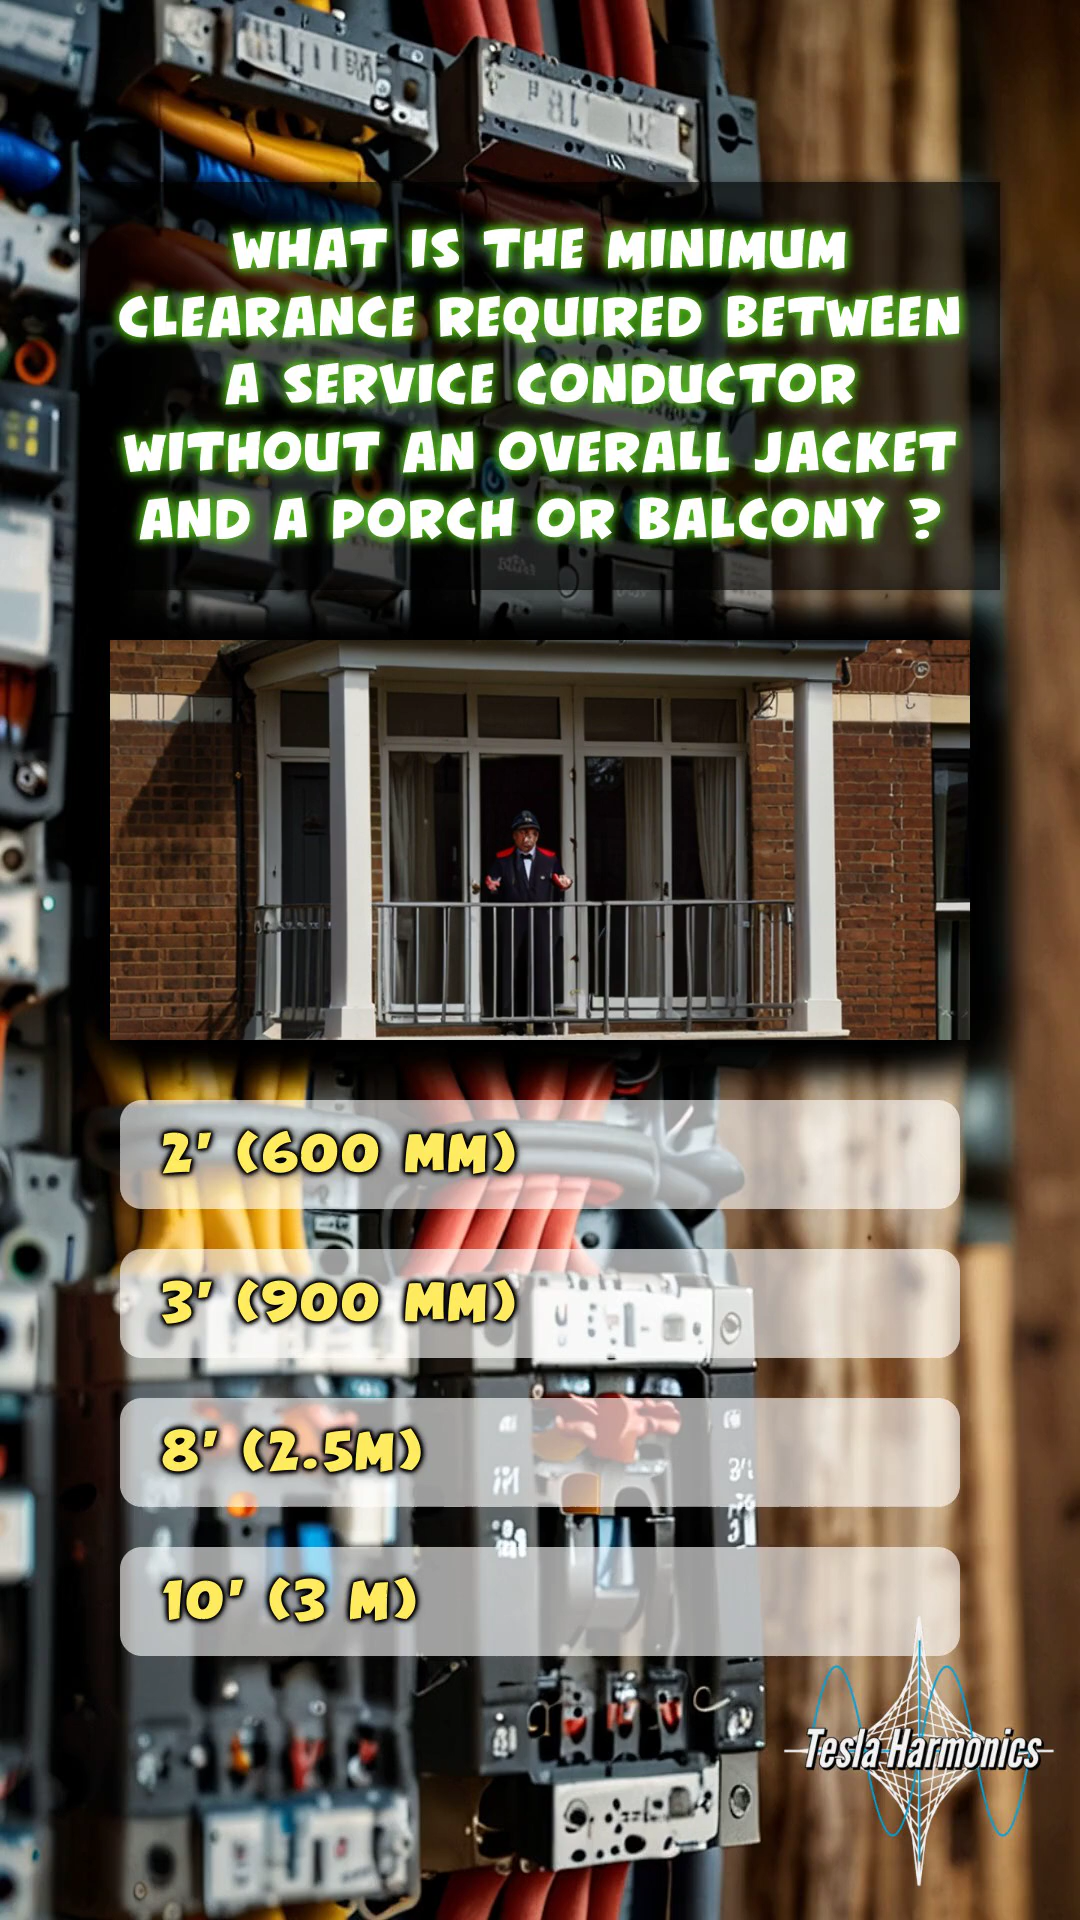 WHAT IS THE MINIMUM
CLEARANCE REQUIRED BETWEEN
A SERVICE CONDUCTOR
WITHOUT AN OVERALL JACKET
AND A PORCH OR BALCONY ?
2' (600 MM)
3' (900 MM)
8' (2.5M)
10' (3 M)
Tesla Harmonics